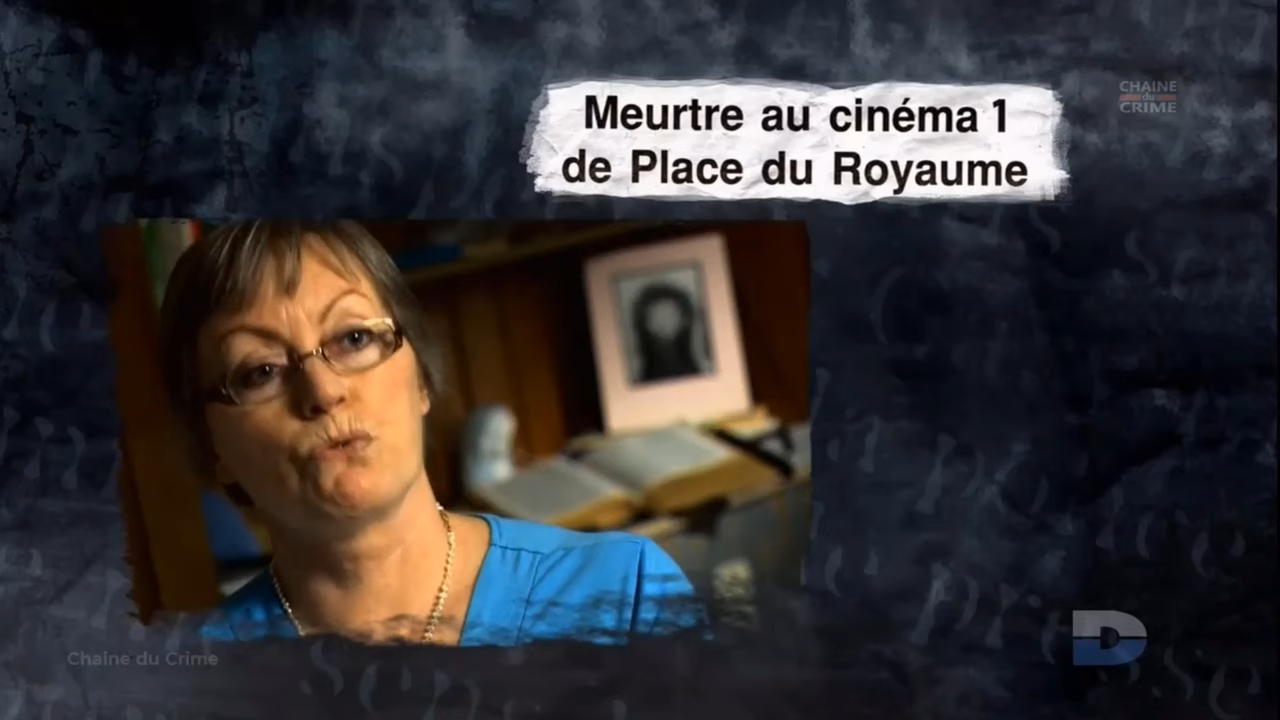 Meurtre au cinéma 1
de Place du Royaume
CHAINE
du
CRIME
Chaine du Crime
D